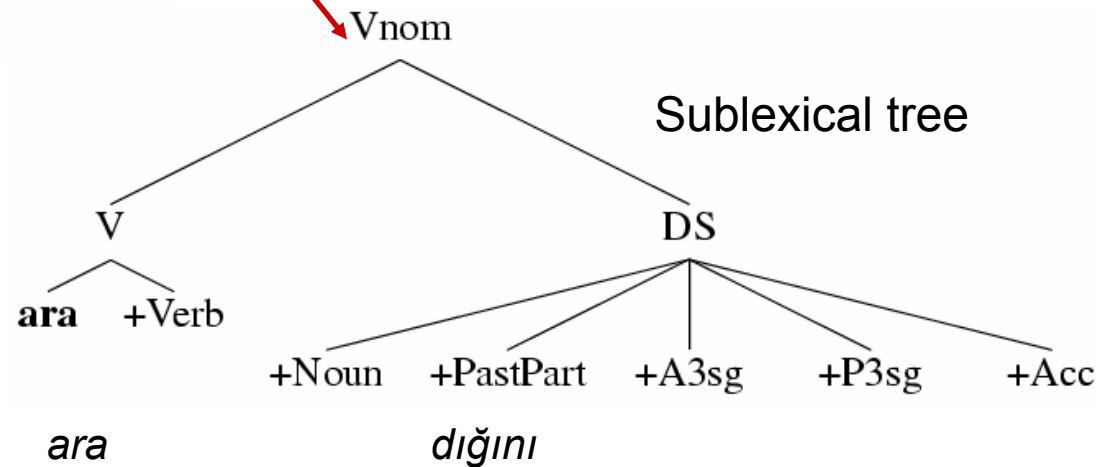 Vnom
Sublexical tree
V DS
ara +Verb
+Noun +PastPart +A3sg +P3sg +Acc
ara dığını